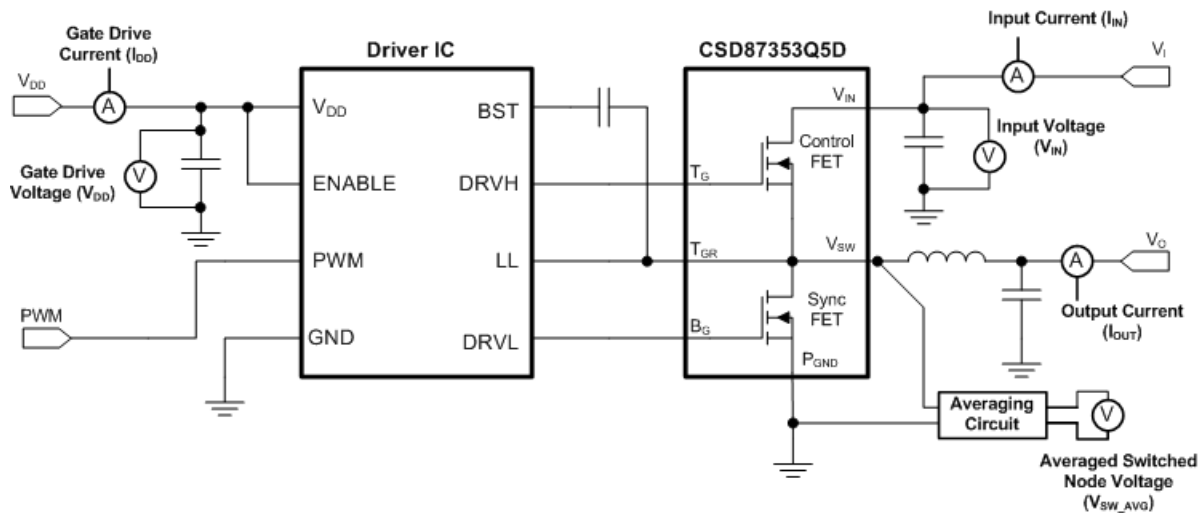 Gate Drive
Current (IDD)
VDD
A
Gate Drive
Voltage (VDD)
V
PWM
Driver IC
VDD
ENABLE
PWM
GND
BST
DRVH
LL
DRVL
CSD87353Q5D
TG
TGR
BG
VIN
Control
FET
VSW
Sync
FET
PGND
Input Current (IIN)
A
VI
Input Voltage
(VIN)
V
VO
A
Output Current
(IOUT)
Averaging
Circuit
V
Averaged Switched
Node Voltage
(VSW_AVG)